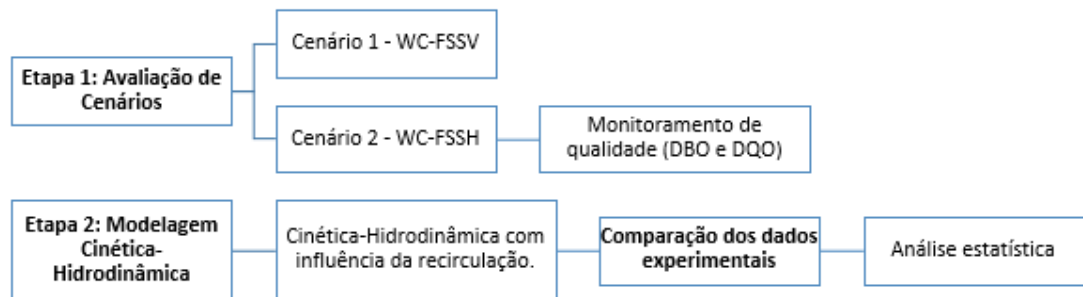 Cenário 1 - WC-FSSV
Etapa 1: Avaliação de
Cenários
Cenário 2 - WC-FSSH
Monitoramento de
qualidade (DBO e DQO)
Etapa 2: Modelagem
Cinética-
Hidrodinâmica
Cinética-Hidrodinâmica com
influência da recirculação.
Comparação dos dados
experimentais
Análise estatística